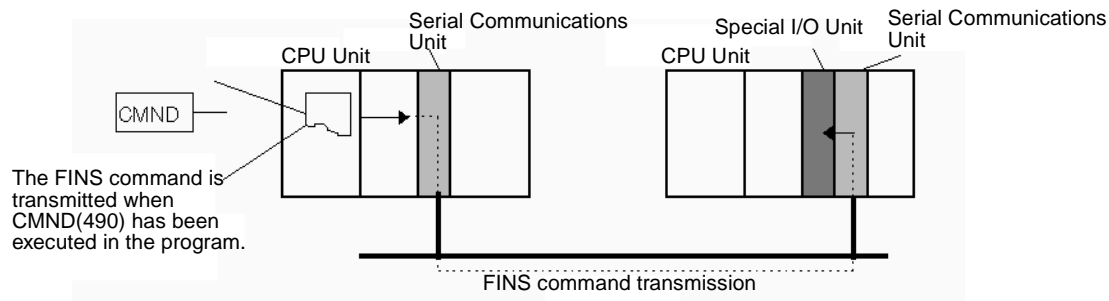 Serial Communications
Unit
CPU Unit
Special I/O Unit
Serial Communications
Unit
CPU Unit
CMND
The FINS command is
transmitted when
CMND(490) has been
executed in the program.
FINS command transmission